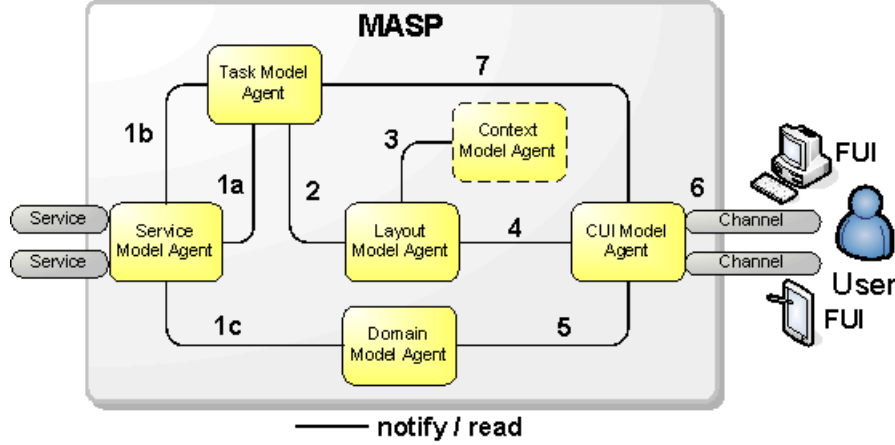 MASP
Task Model
Agent
7
1b
3
Context
Model Agent
FUI
1a
2
6
Service
Service
Service
Model Agent
Layout
Model Agent
4
CUI Model
Agent
Channel
Channel
User
FUI
1c
Domain
Model Agent
5
notify / read